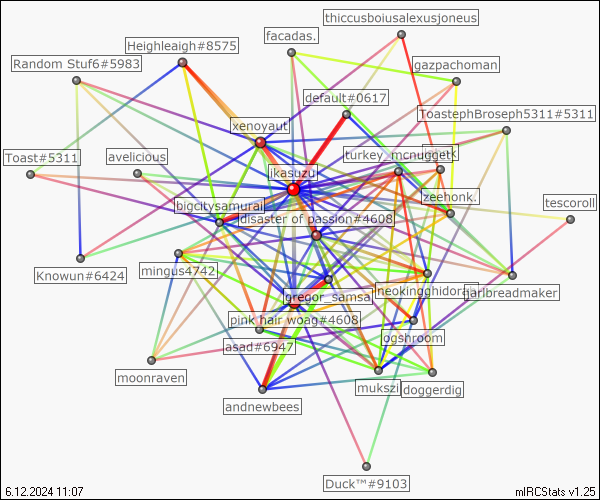 thiccusboiusalexusjoneus
facadas.
Heighleaigh#8575
Random Stuf6#5983
gazpachoman
default#0617
ToastephBroseph5311#5311
xenoyaut
Toast#5311
avelicious
turkey_mcnugget
ikasuzu
zeehonk.
bigcitysamurai
tescoroll
disaster of passion#4608
mingus4742
Knowun#6424
neokingghidorah
gregor_samsa
garlbreadmaker
pink hair woag#4608
ogshroom
asad#6947
moonraven
mukszi
doggerdig
andnewbees
Duck™#9103
6.12.2024 11:07
mIRCStats v1.25